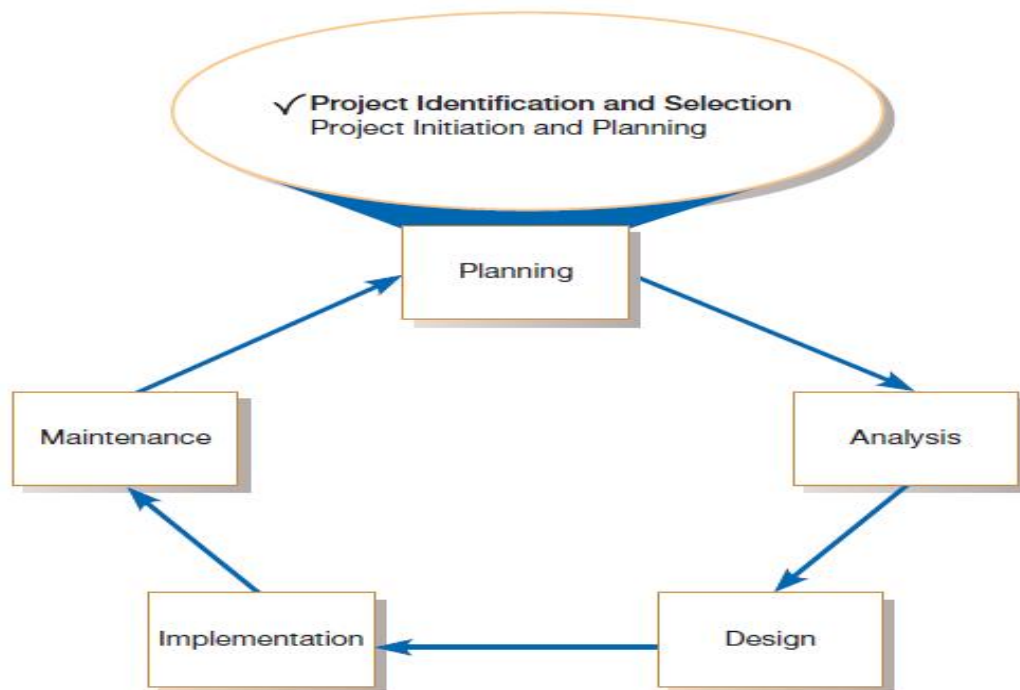 ✓Project Identification and Selection
Project Initiation and Planning
Planning
Maintenance
Analysis
Implementation
Design